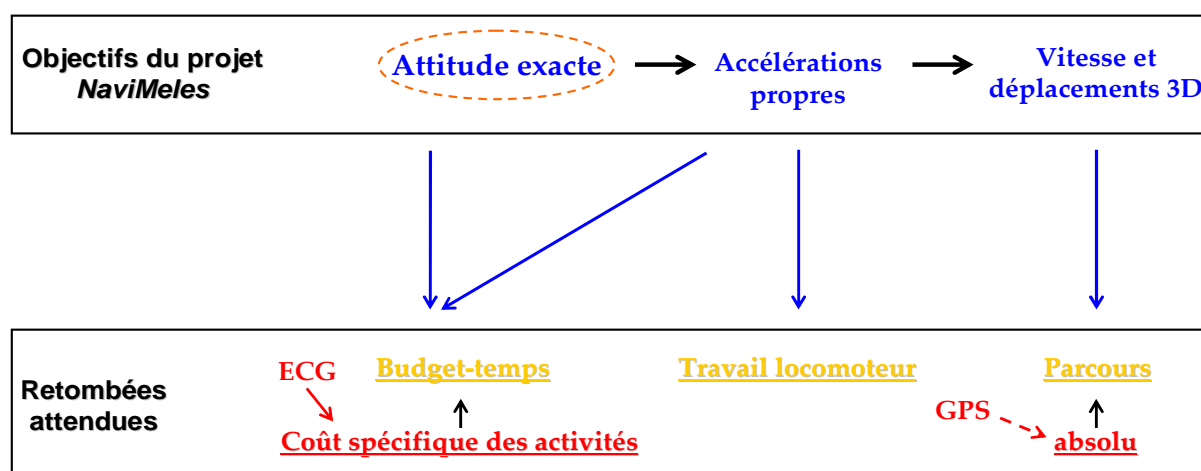 Objectifs du projet
NaviMeles
Attitude exacte
Accélérations
propres
Vitesse et
déplacements 3D
Retombées
attendues
ECG
Budget-temps
Coût spécifique des activités
Travail locomoteur
Parcours
GPS
absolu